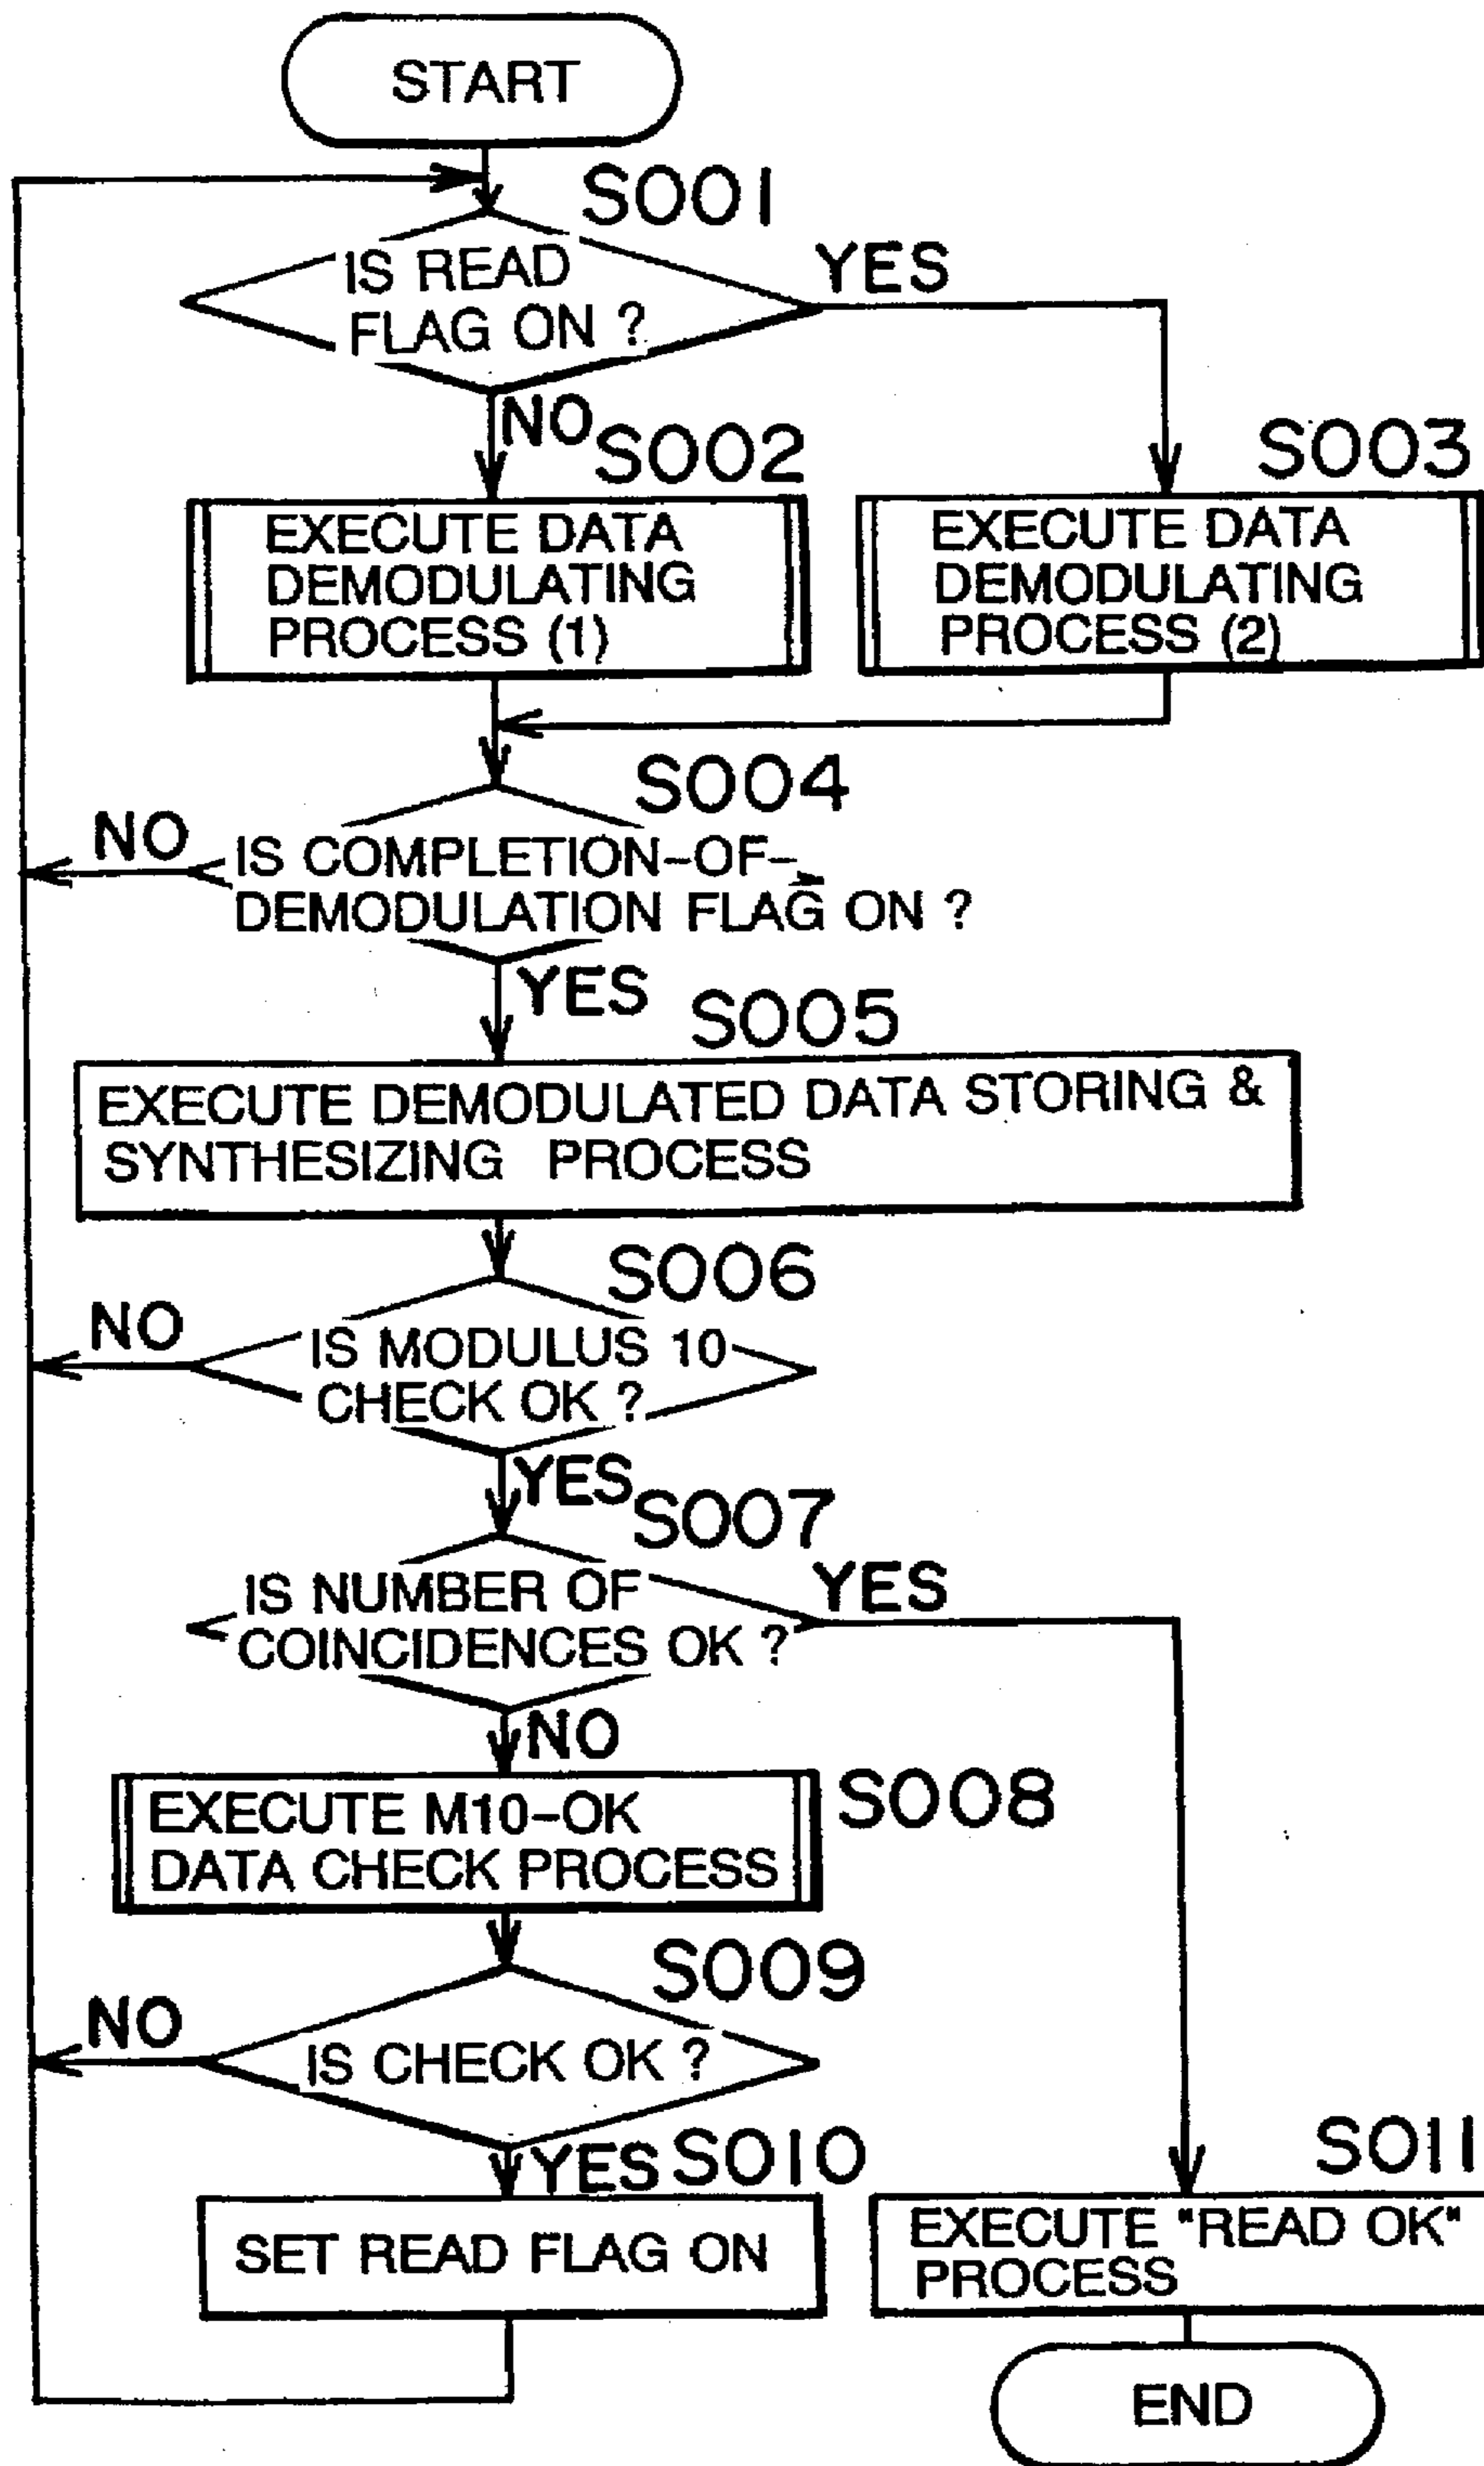 START
S001
IS READ
FLAG ON ?
YES
NO
S002
S003
EXECUTE DATA
DEMODULATING
PROCESS (1)
EXECUTE DATA
DEMODULATING
PROCESS (2)
S004
NO
IS COMPLETION-OF-
DEMODULATION FLAG ON ?
YES
S005
EXECUTE DEMODULATED DATA STORING &
SYNTHESIZING PROCESS
S006
NO
IS MODULUS 10
CHECK OK ?
YES
S007
IS NUMBER OF
COINCIDENCES OK ?
YES
NO
S008
EXECUTE M10-OK
DATA CHECK PROCESS
S009
NO
IS CHECK OK ?
YES
S010
S011
SET READ FLAG ON
EXECUTE "READ OK"
PROCESS
END